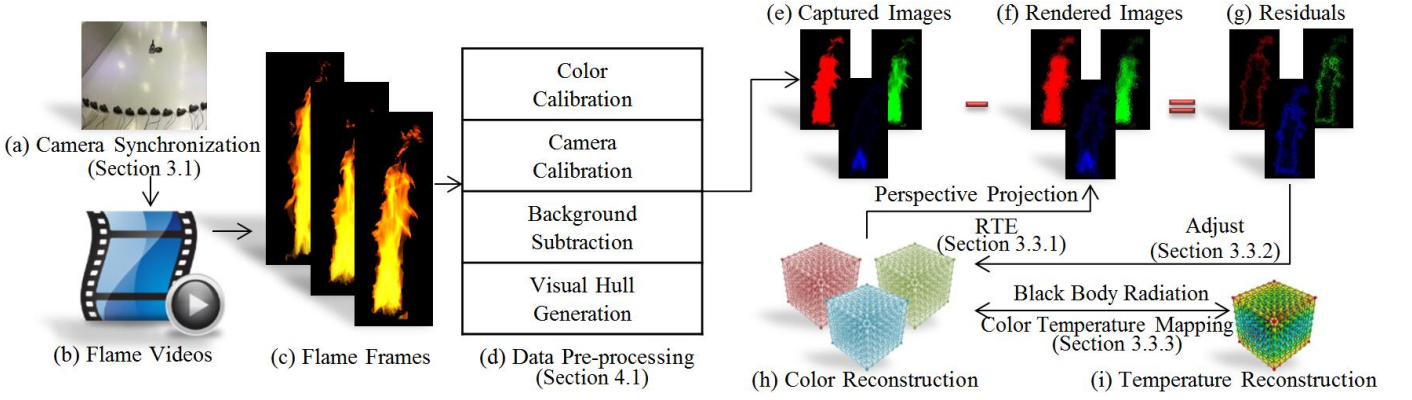 (a) Camera Synchronization
(Section 3.1)
(b) Flame Videos
(c) Flame Frames
Color
Calibration
Camera
Calibration
Background
Subtraction
Visual Hull
Generation
(d) Data Pre-processing
(Section 4.1)
(e) Captured Images
(f) Rendered Images
(g) Residuals
Perspective Projection
RTE
(Section 3.3.1)
Adjust
(Section 3.3.2)
Black Body Radiation
Color Temperature Mapping
(Section 3.3.3)
(h) Color Reconstruction
(i) Temperature Reconstruction